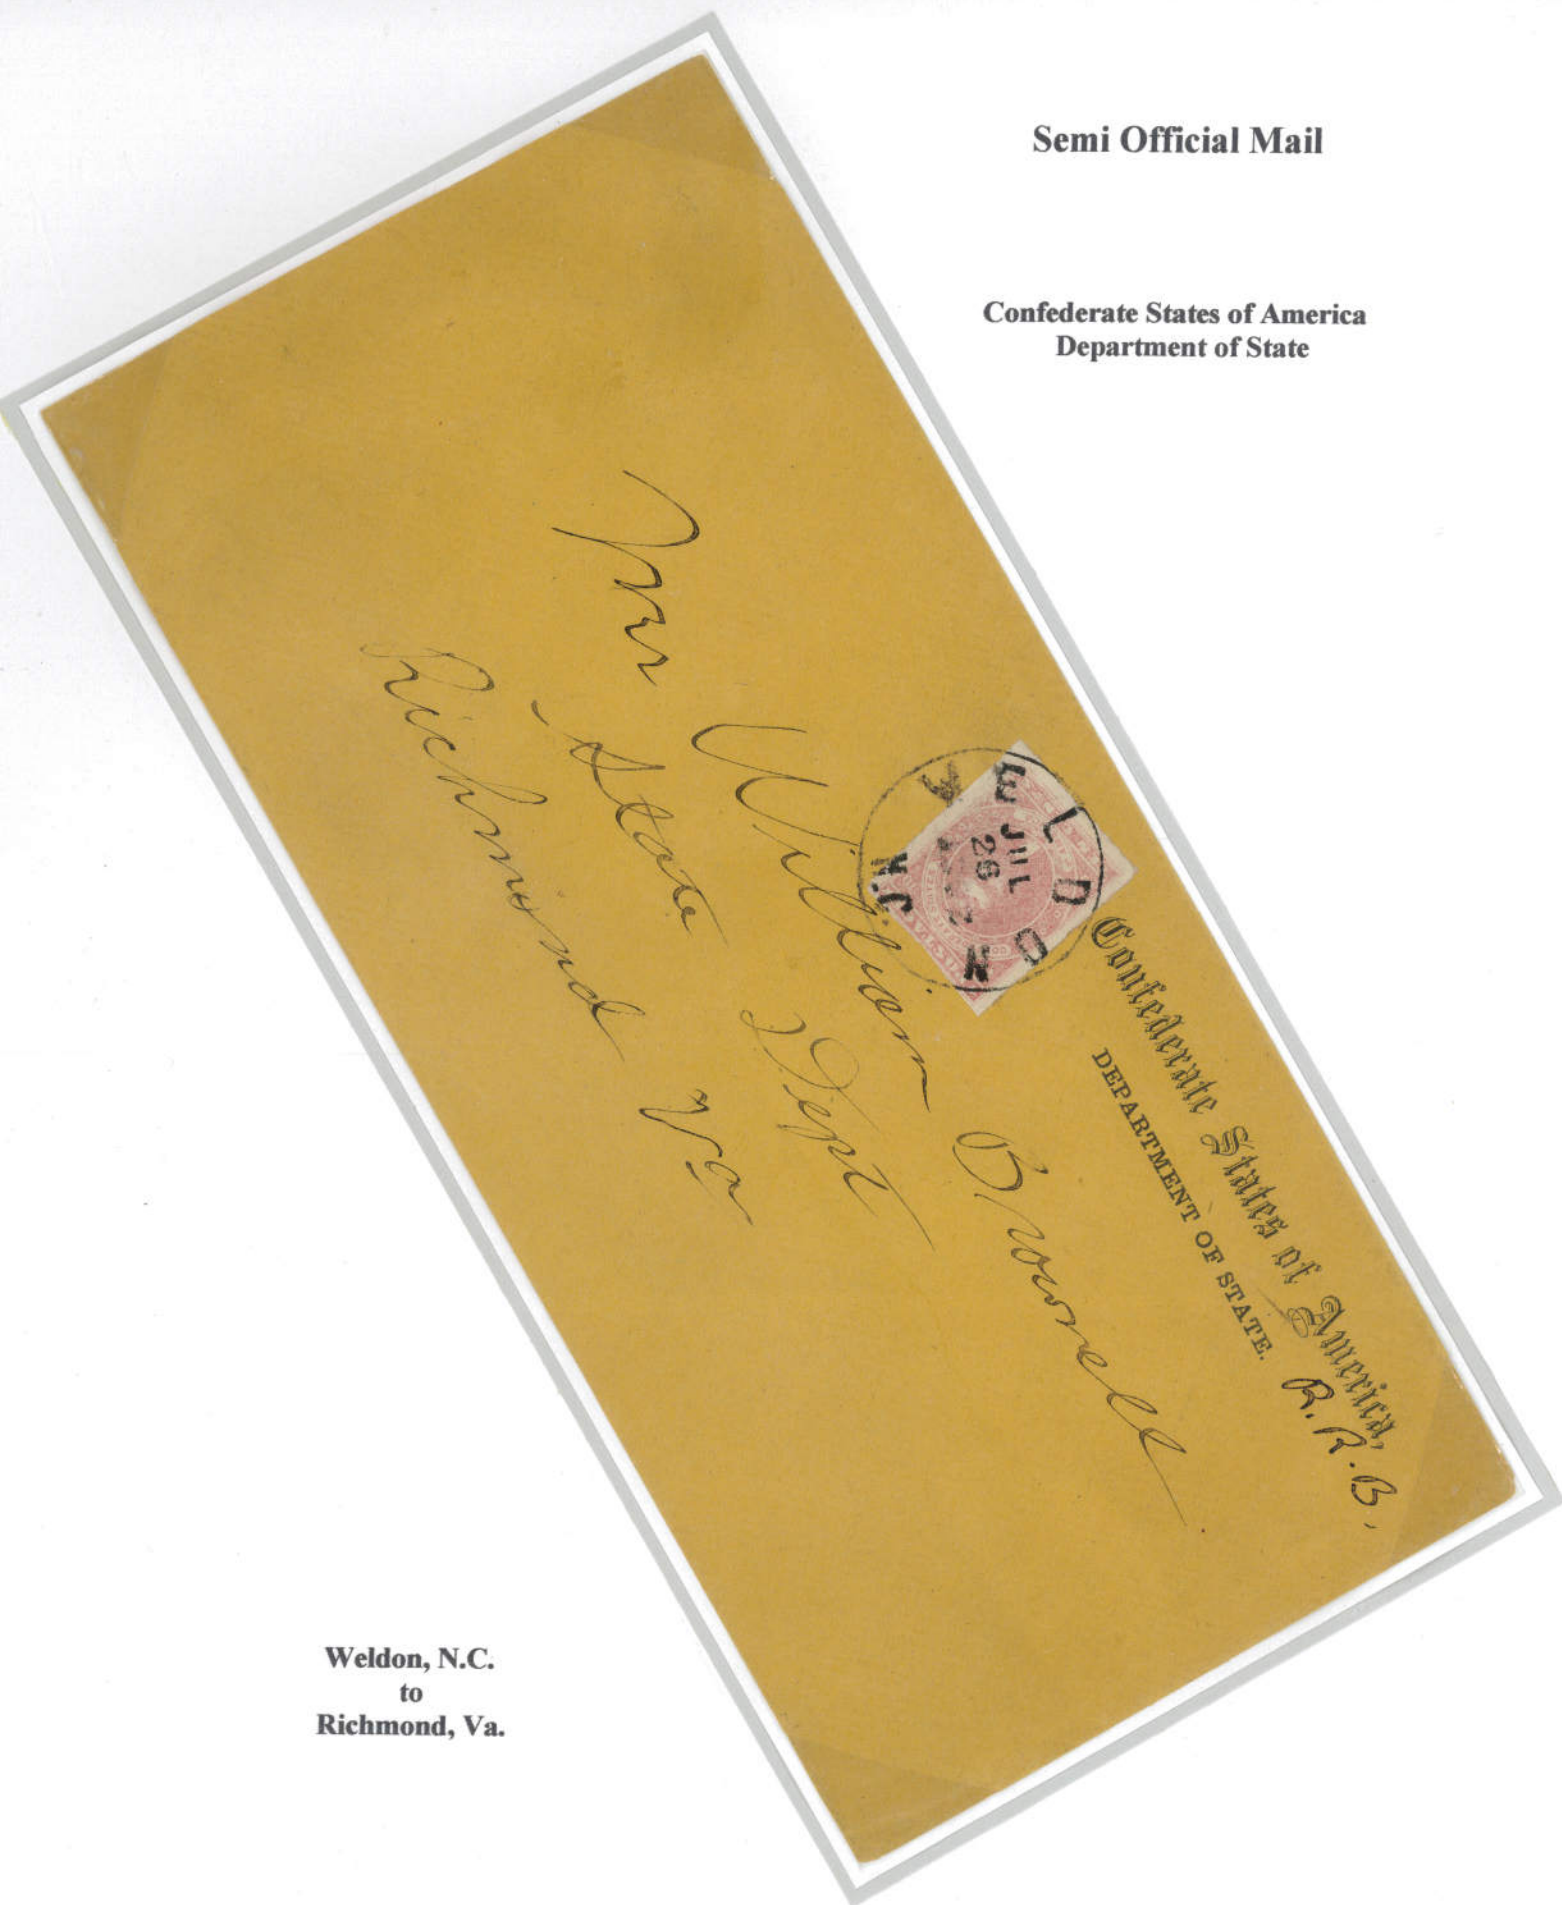 Semi Official Mail
Confederate States of America
Department of State
Confederate States of America,
DEPARTMENT OF STATE.
R. R. B.
WELDON N.C.
JUL
26
Mr William Brownell
State Dept
Richmond Va
Weldon, N.C.
to
Richmond, Va.